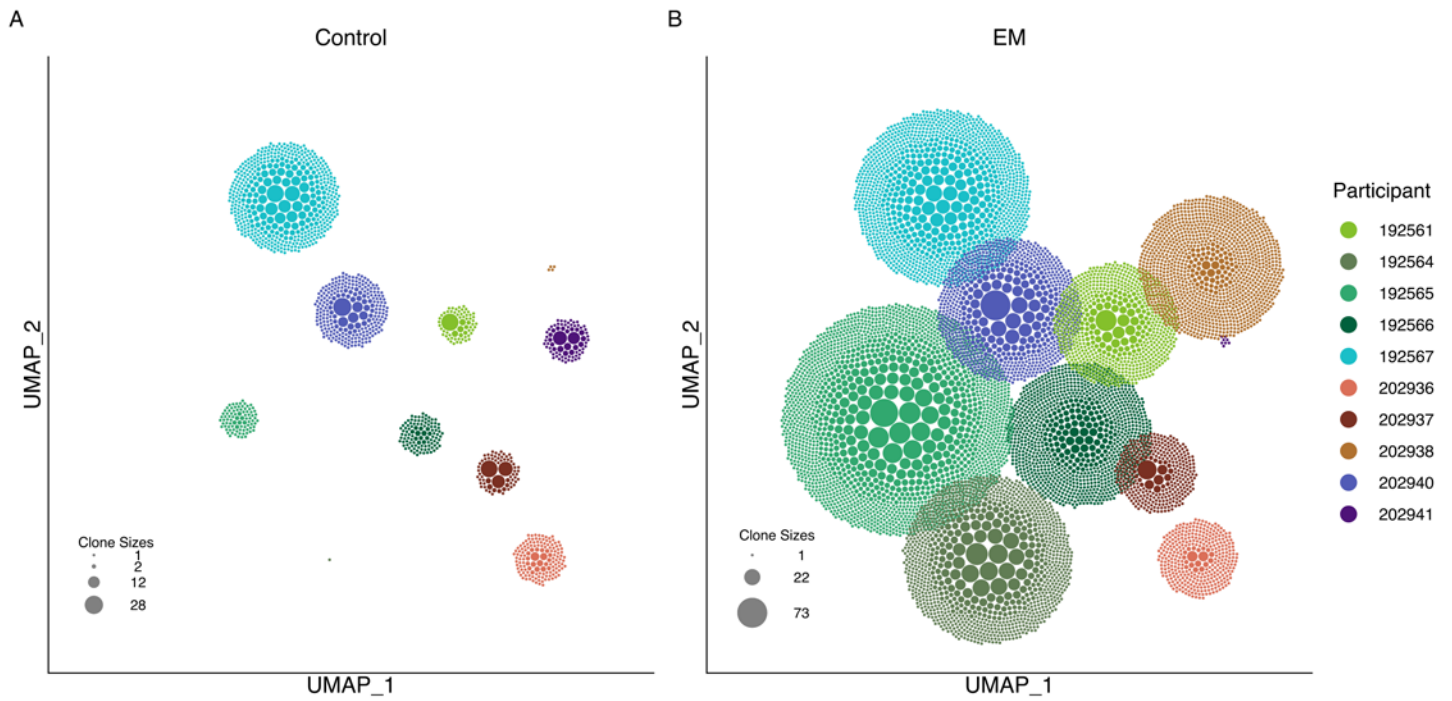 A
Control
UMAP_2
Clone Sizes
1
2
12
28
UMAP_1
B
EM
UMAP_2
Clone Sizes
1
22
73
UMAP_1
Participant
192561
192564
192565
192566
192567
202936
202937
202938
202940
202941